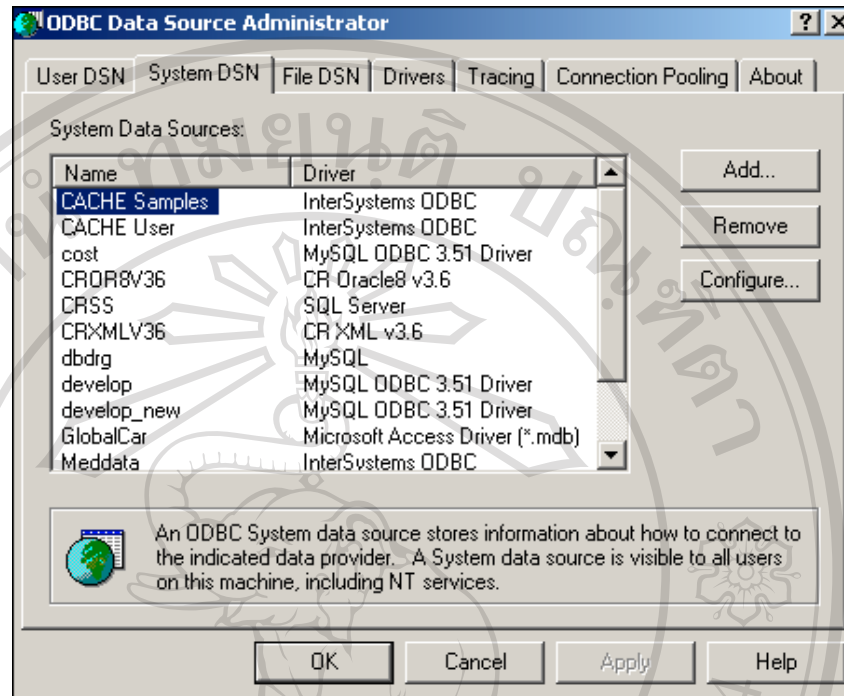 ODBC Data Source Administrator
User DSN System DSN File DSN Drivers Tracing Connection Pooling About
System Data Sources:
Name Driver
CACHE Samples InterSystems ODBC
CACHE User InterSystems ODBC
cost MySQL ODBC 3.51 Driver
CROR8V36 CR Oracle8 v3.6
CRSS SQL Server
CRXMLV36 CR XML v3.6
dbdrg MySQL
develop MySQL ODBC 3.51 Driver
develop_new MySQL ODBC 3.51 Driver
GlobalCar Microsoft Access Driver (*.mdb)
Meddata InterSystems ODBC
Add...
Remove
Configure...
An ODBC System data source stores information about how to connect to
the indicated data provider. A System data source is visible to all users
on this machine, including NT services.
OK Cancel Apply Help